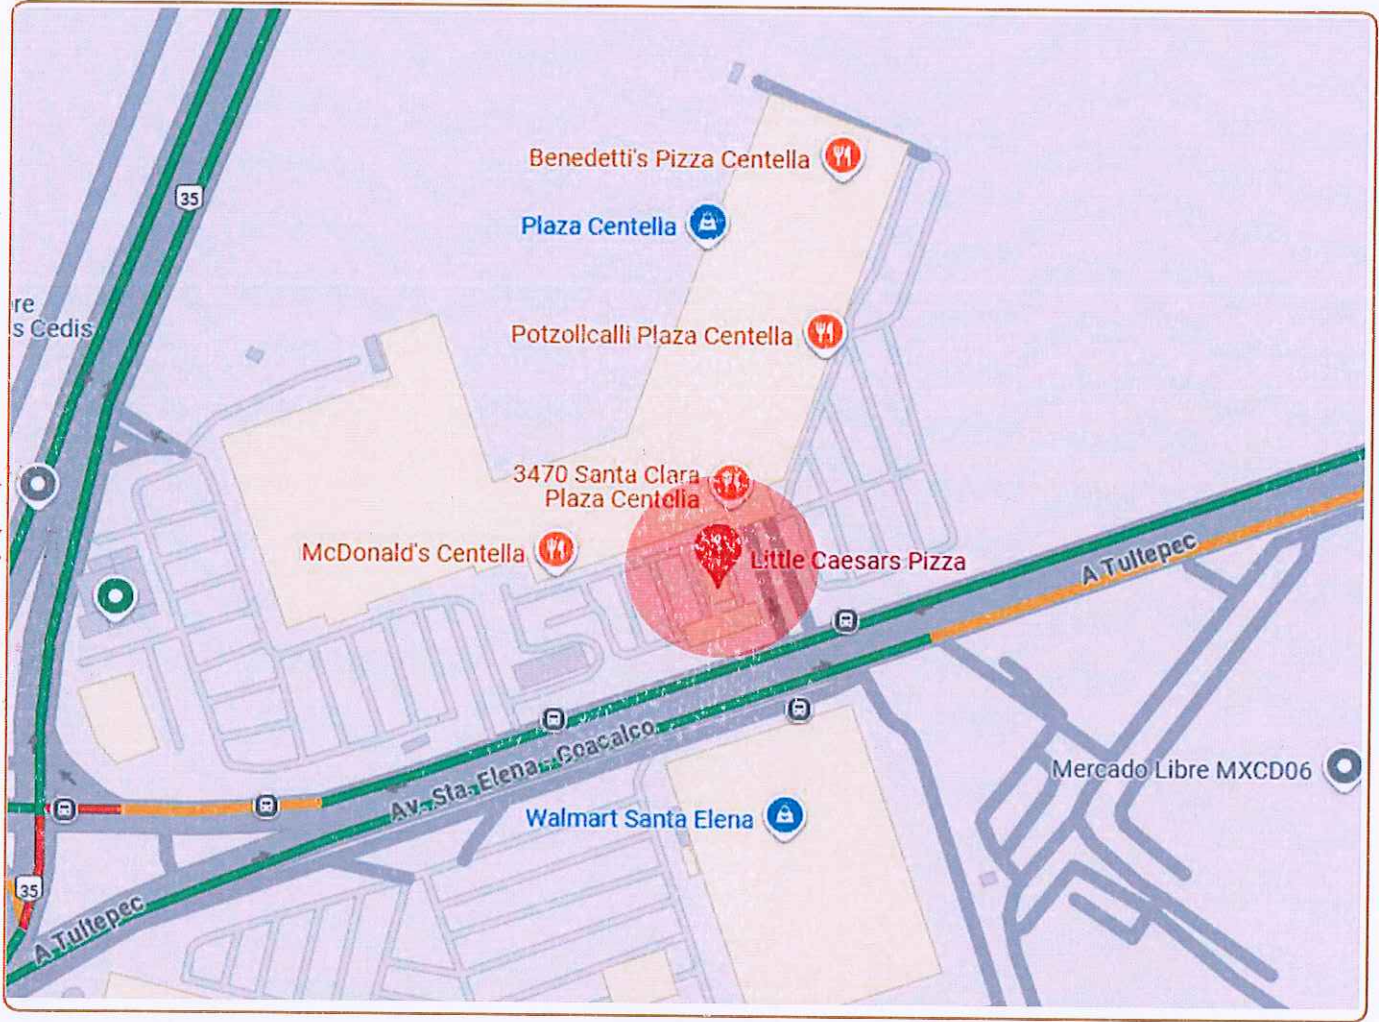 Benedetti's Pizza Centella
35
Plaza Centella
re
s Cedis
Potzollcalli Plaza Centella
3470 Santa Clara
Plaza Centella
McDonald's Centella
Little Caesars Pizza
A Tultepec
Av. Sta. Elena - Coacalco
Mercado Libre MXCD06
Walmart Santa Elena
35
A Tultepec